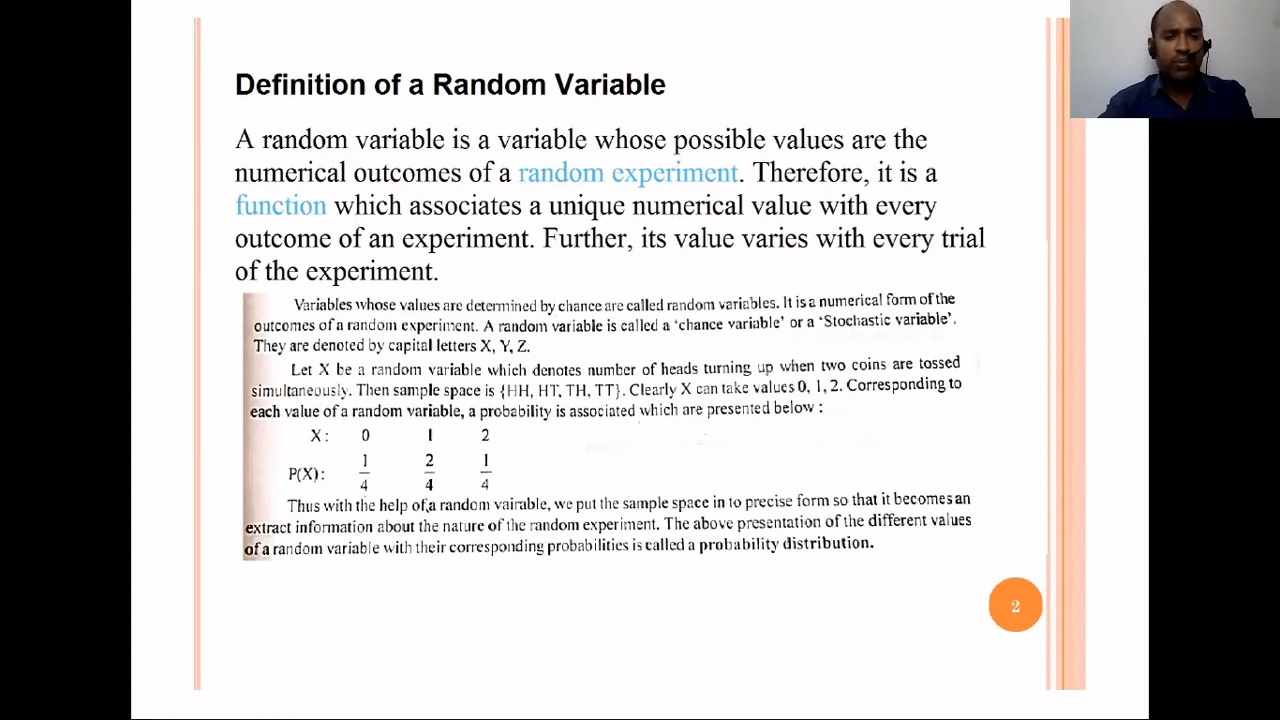 Definition of a Random Variable
A random variable is a variable whose possible values are the
numerical outcomes of a random experiment. Therefore, it is a
function which associates a unique numerical value with every
outcome of an experiment. Further, its value varies with every trial
of the experiment.
Variables whose values are determined by chance are called random variables. It is a numerical form of the
outcomes of a random experiment. A random variable is called a 'chance variable' or a 'Stochastic variable'.
They are denoted by capital letters X, Y, Z.
Let X be a random variable which denotes number of heads turning up when two coins are tossed
simultaneously. Then sample space is {HH, HT, TH, TT}. Clearly X can take values 0, 1, 2. Corresponding to
each value of a random variable, a probability is associated which are presented below :
X: 0 1 2
P(X): 1/4 2/4 1/4
Thus with the help of a random vairable, we put the sample space in to precise form so that it becomes an
extract information about the nature of the random experiment. The above presentation of the different values
of a random variable with their corresponding probabilities is called a probability distribution.
2